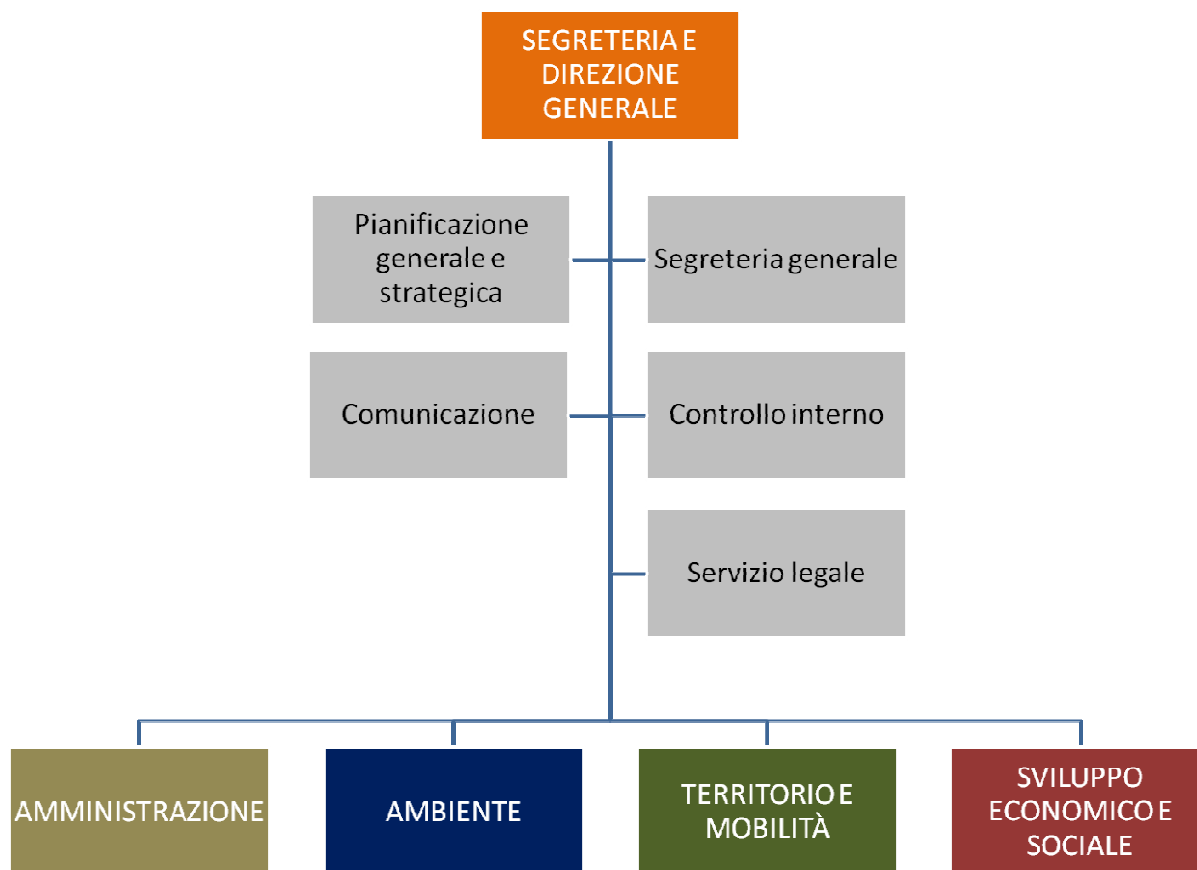 SEGRETERIA E
DIREZIONE
GENERALE
Pianificazione
generale e
strategica
Segreteria generale
Comunicazione
Controllo interno
Servizio legale
AMMINISTRAZIONE
AMBIENTE
TERRITORIO E
MOBILITÀ
SVILUPPO
ECONOMICO E
SOCIALE